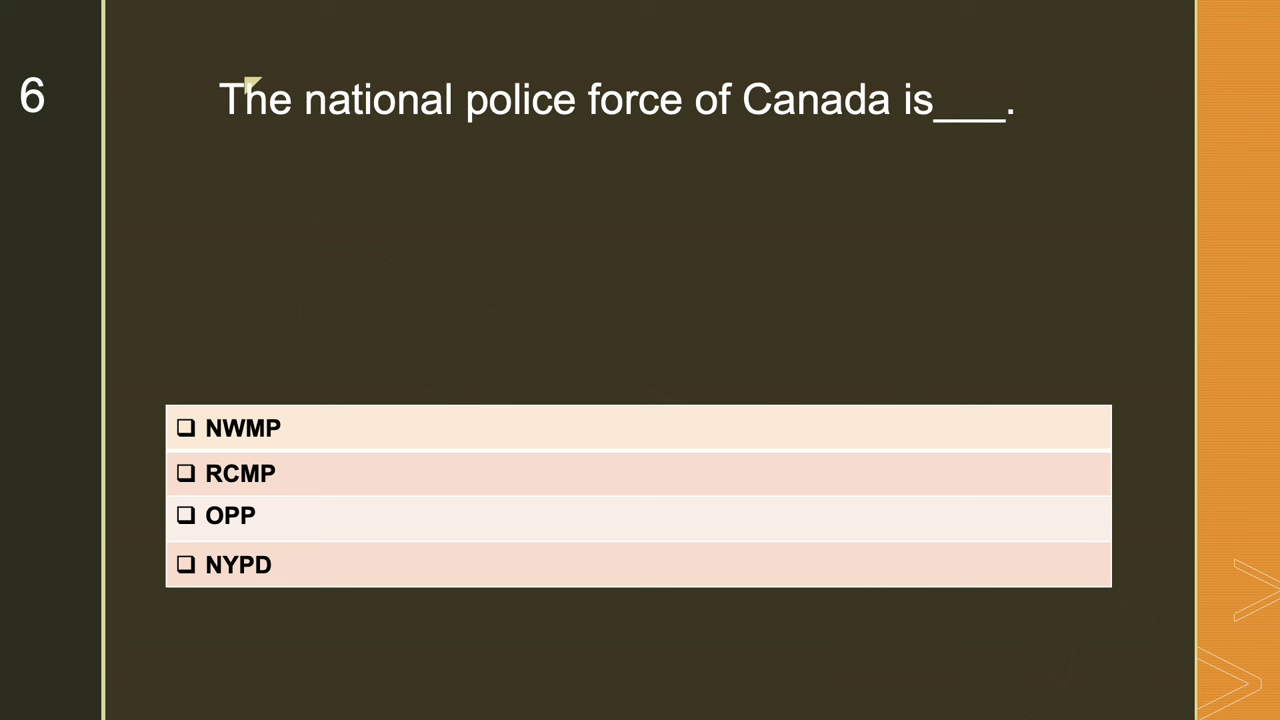 6
The national police force of Canada is___.
❑ NWMP
❑ RCMP
❑ OPP
❑ NYPD